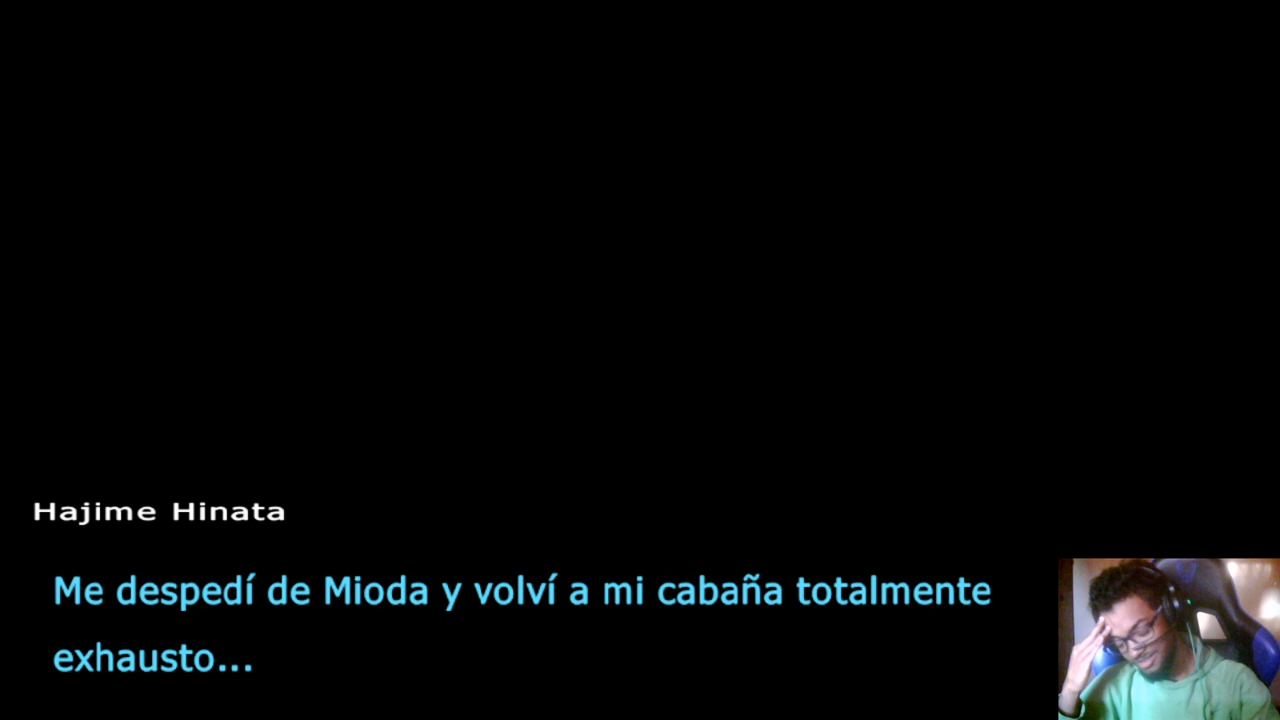 Hajime Hinata
Me despedí de Mioda y volví a mi cabaña totalmente
exhausto...